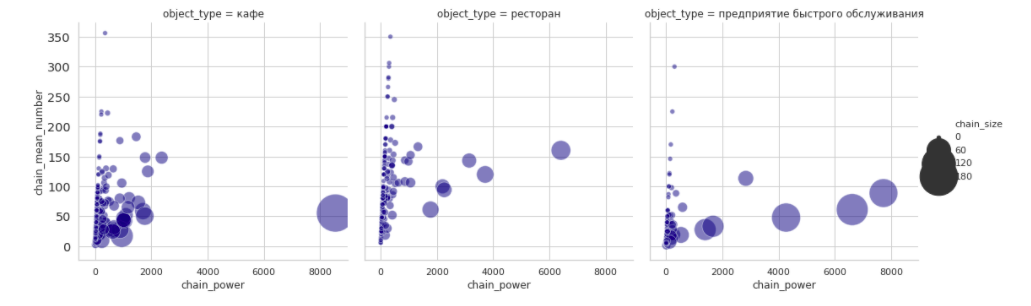 object_type = кафе
object_type = ресторан
object_type = предприятие быстрого обслуживания
350
300
250
200
150
100
50
0
chain_mean_number
0 2000 4000 6000 8000
0 2000 4000 6000 8000
0 2000 4000 6000 8000
chain_power
chain_power
chain_power
chain_size
0
60
120
180